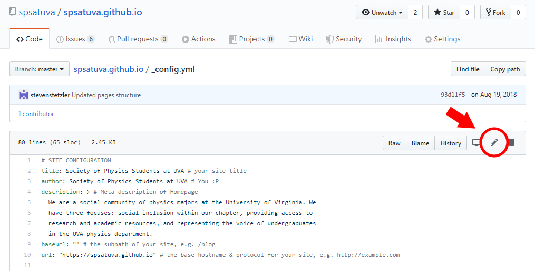 spsatuva / spsatuva.github.io
Unwatch 2 Star 0 Fork 0
Code Issues 6 Pull requests 0 Actions Projects 0 Wiki Security Insights Settings
Branch: master spsatuva.github.io / _config.yml Find file Copy path
stevenstetzler Updated pages structure 93d11f5 on Aug 19, 2018
1 contributor
80 lines (65 sloc) 2.45 KB Raw Blame History
1 # SITE CONFIGURATION
2 title: Society of Physics Students at UVA # your site title
3 author: Society of Physics Students at UVA # You :P
4 description: > # Meta description of Homepage
5 We are a social community of physics majors at the University of Virginia. We
6 have three focuses: social inclusion within our chapter, providing access to
7 research and academic resources, and representing the voice of undergraduates
8 in the UVA physics department.
9 baseurl: "" # the subpath of your site, e.g. /blog
10 url: "https://spsatuva.github.io" # the base hostname & protocol for your site, e.g. http://example.com
11